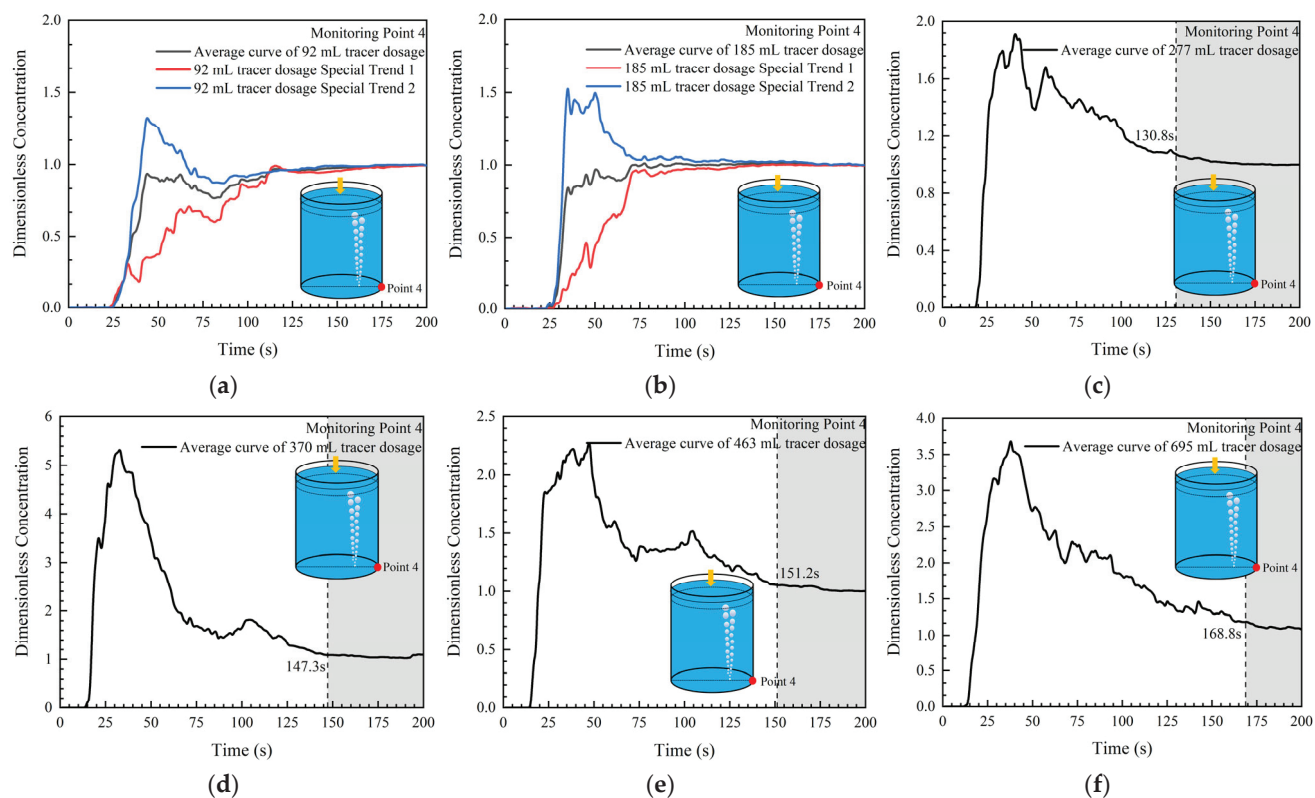 Monitoring Point 4
Average curve of 92 mL tracer dosage
92 mL tracer dosage Special Trend 1
92 mL tracer dosage Special Trend 2
Dimensionless Concentration
2.0
1.5
1.0
0.5
0.0
Point 4
0 25 50 75 100 125 150 175 200
Time (s)
(a)
Monitoring Point 4
Average curve of 185 mL tracer dosage
185 mL tracer dosage Special Trend 1
185 mL tracer dosage Special Trend 2
Dimensionless Concentration
2.0
1.5
1.0
0.5
0.0
Point 4
0 25 50 75 100 125 150 175 200
Time (s)
(b)
Monitoring Point 4
Average curve of 277 mL tracer dosage
Dimensionless Concentration
2.0
1.6
1.2
0.8
0.4
0.0
130.8s
Point 4
0 25 50 75 100 125 150 175 200
Time (s)
(c)
Monitoring Point 4
Average curve of 370 mL tracer dosage
Dimensionless Concentration
6
5
4
3
2
1
0
147.3s
Point 4
0 25 50 75 100 125 150 175 200
Time (s)
(d)
Monitoring Point 4
Average curve of 463 mL tracer dosage
Dimensionless Concentration
2.5
2.0
1.5
1.0
0.5
0.0
151.2s
Point 4
0 25 50 75 100 125 150 175 200
Time (s)
(e)
Monitoring Point 4
Average curve of 695 mL tracer dosage
Dimensionless Concentration
4.0
3.5
3.0
2.5
2.0
1.5
1.0
0.5
0.0
168.8s
Point 4
0 25 50 75 100 125 150 175 200
Time (s)
(f)